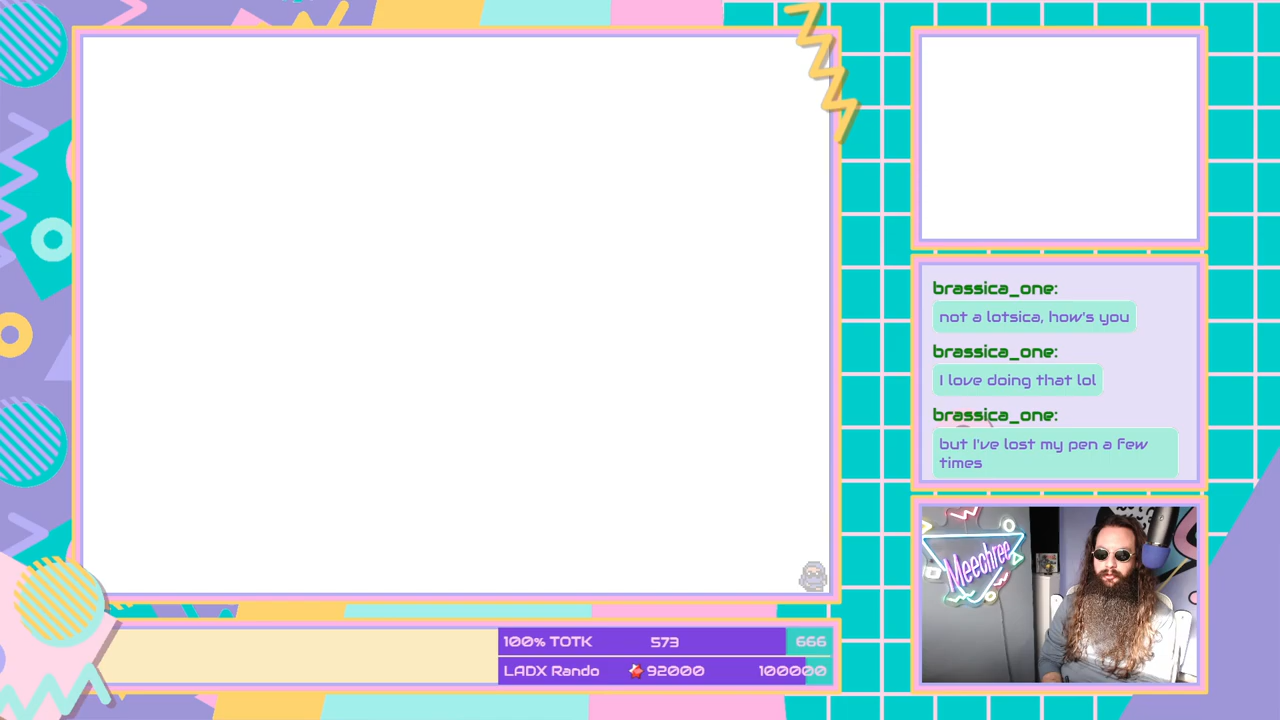 brassica_one:
not a lotsica, how's you
brassica_one:
I love doing that lol
brassica_one:
but I've lost my pen a few
times
Meechrec
100% TOTK 573 666
LADX Rando 92000 100000